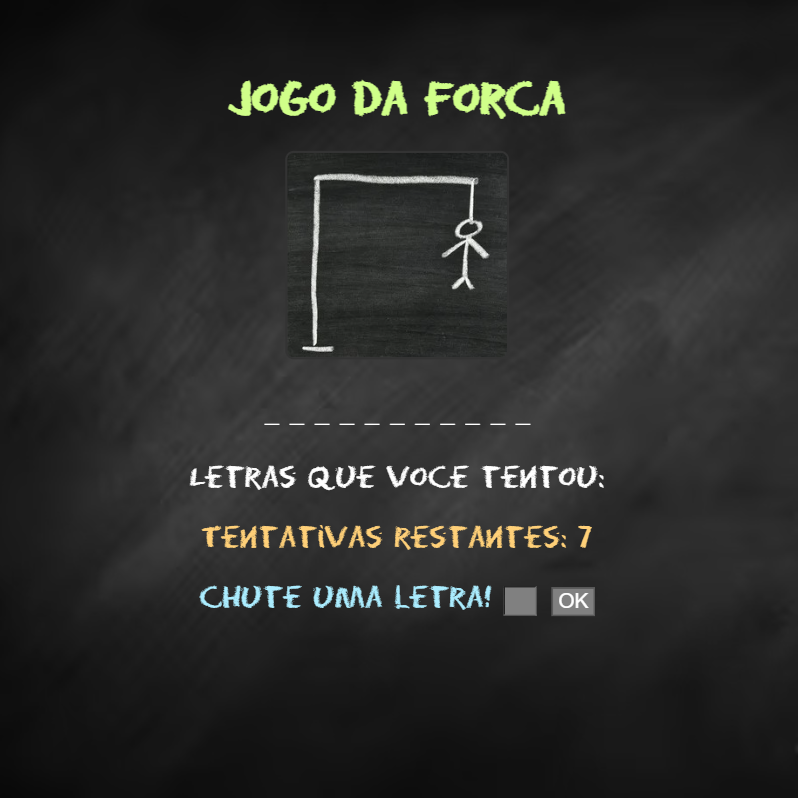 JOGO DA FORCA
_ _ _ _ _ _ _ _ _ _ _
LETRAS QUE VOCE TENTOU:
TENTATIVAS RESTANTES: 7
CHUTE UMA LETRA! OK